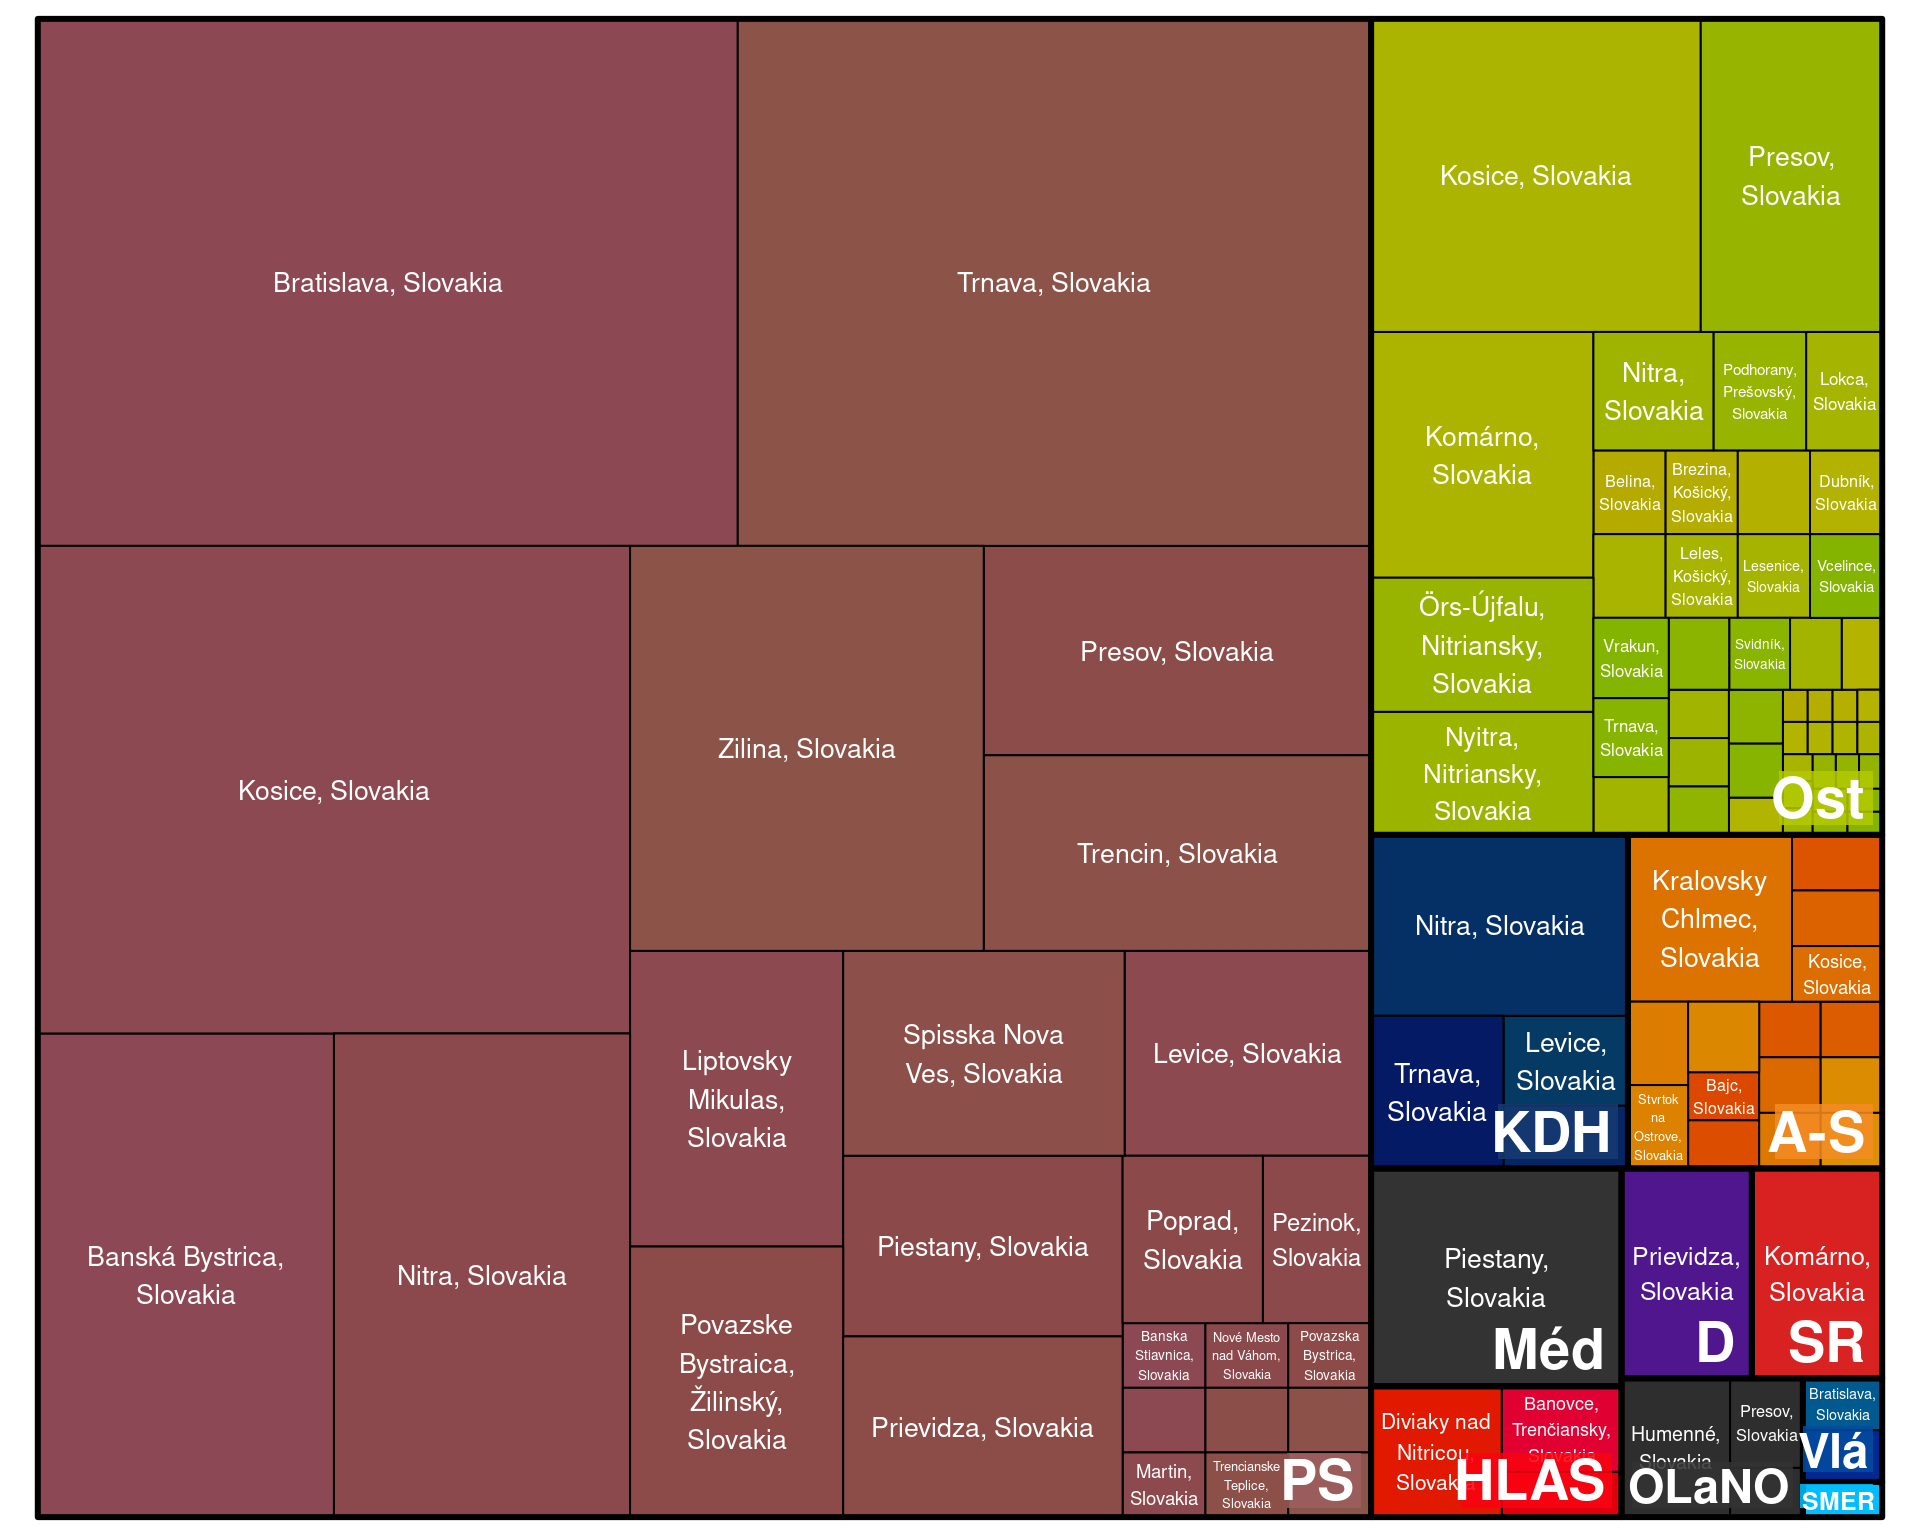 Bratislava, Slovakia
Trnava, Slovakia
Kosice, Slovakia
Zilina, Slovakia
Presov, Slovakia
Trencin, Slovakia
Banská Bystrica,
Slovakia
Nitra, Slovakia
Liptovsky
Mikulas,
Slovakia
Spisska Nova
Ves, Slovakia
Levice, Slovakia
Povazske
Bystraica,
Žilinský,
Slovakia
Piestany, Slovakia
Prievidza, Slovakia
Poprad,
Slovakia
Pezinok,
Slovakia
Banska
Stiavnica,
Slovakia
Nové Mesto
nad Váhom,
Slovakia
Povazska
Bystrica,
Slovakia
Martin,
Slovakia
Trencianske
Teplice,
Slovakia
PS
Kosice, Slovakia
Presov,
Slovakia
Komárno,
Slovakia
Nitra,
Slovakia
Podhorany,
Prešovský,
Slovakia
Lokca,
Slovakia
Belina,
Slovakia
Brezina,
Košický,
Slovakia
Dubník,
Slovakia
Leles,
Košický,
Slovakia
Lesenice,
Slovakia
Vcelince,
Slovakia
Örs-Újfalu,
Nitriansky,
Slovakia
Nyitra,
Nitriansky,
Slovakia
Vrakun,
Slovakia
Svidník,
Slovakia
Trnava,
Slovakia
Ost
Nitra, Slovakia
Trnava,
Slovakia
Levice,
Slovakia
KDH
Kralovsky
Chlmec,
Slovakia
Kosice,
Slovakia
Stvrtok
na
Ostrove,
Slovakia
Bajc,
Slovakia
A-S
Piestany,
Slovakia
Méd
Prievidza,
Slovakia
D
Komárno,
Slovakia
SR
Diviaky nad
Nitricou,
Slovakia
Banovce,
Trenčiansky,
Slovakia
HLAS
Humenné,
Slovakia
Presov,
Slovakia
OLaNO
Bratislava,
Slovakia
Vlá
SMER